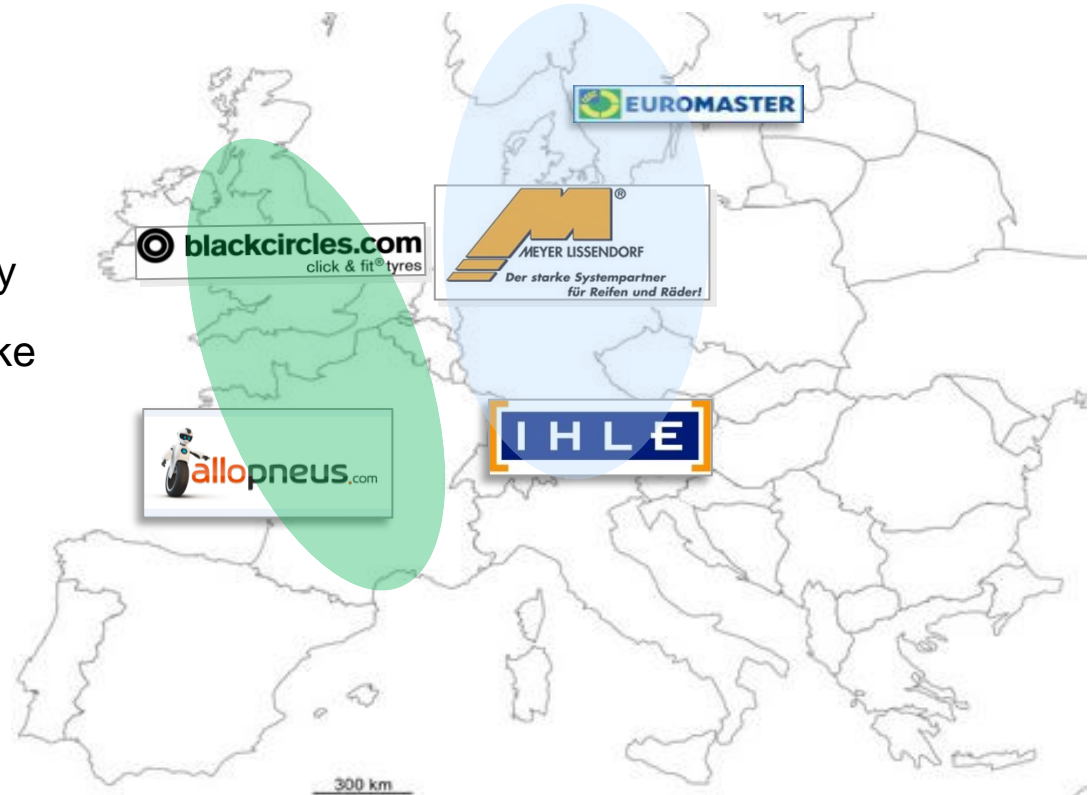 EUROMASTER
y
ke
blackcircles.com
click & fit® tyres
M®
MEYER LISSENDORF
Der starke Systempartner
für Reifen und Räder!
allopneus.com
[IHLE]
300 km